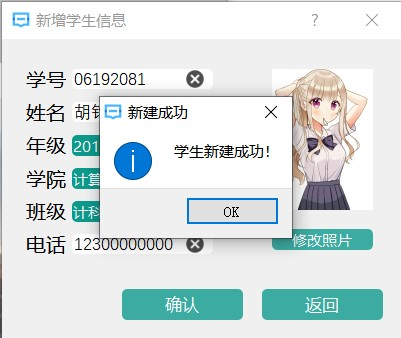 新增学生信息
学号 06192081
姓名 胡
年级 201
学院 计算
班级 计科
电话 12300000000
新建成功
学生新建成功！
OK
修改照片
确认 返回